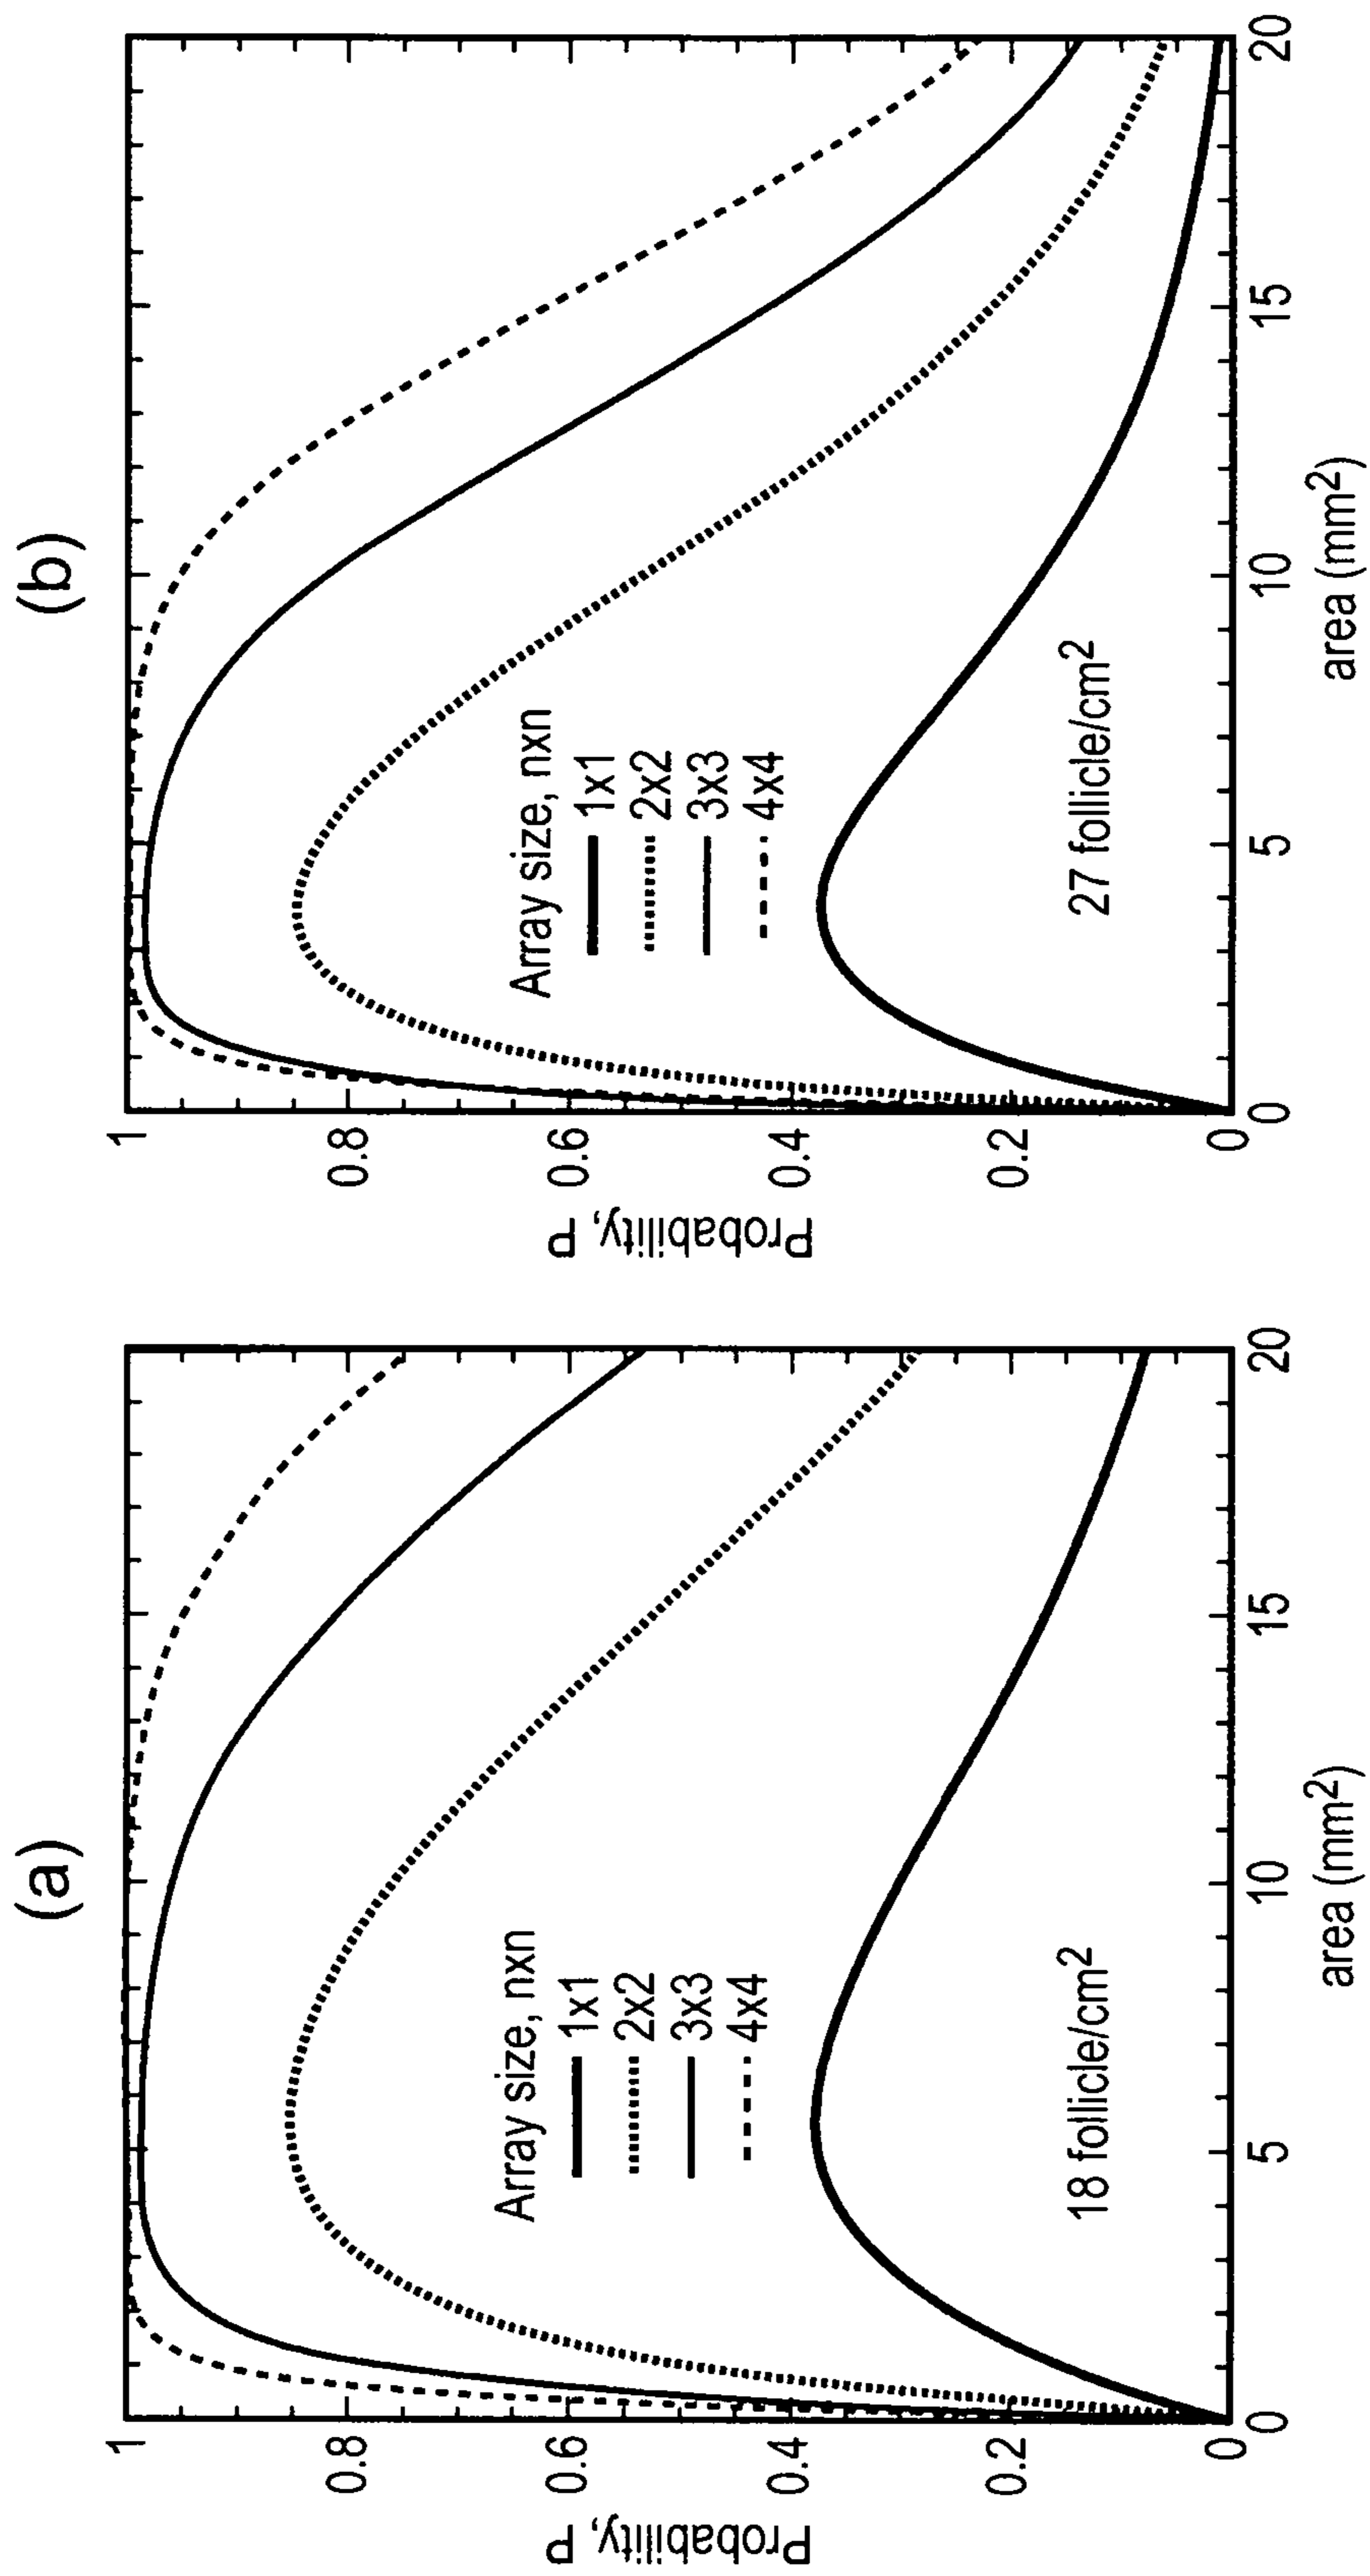 (a)
1
0.8
0.6
0.4
0.2
0
Probability, P
Array size, nxn
1x1
2x2
3x3
4x4
18 follicle/cm²
0 5 10 15 20
area (mm²)
(b)
1
0.8
0.6
0.4
0.2
0
Probability, P
Array size, nxn
1x1
2x2
3x3
4x4
27 follicle/cm²
0 5 10 15 20
area (mm²)